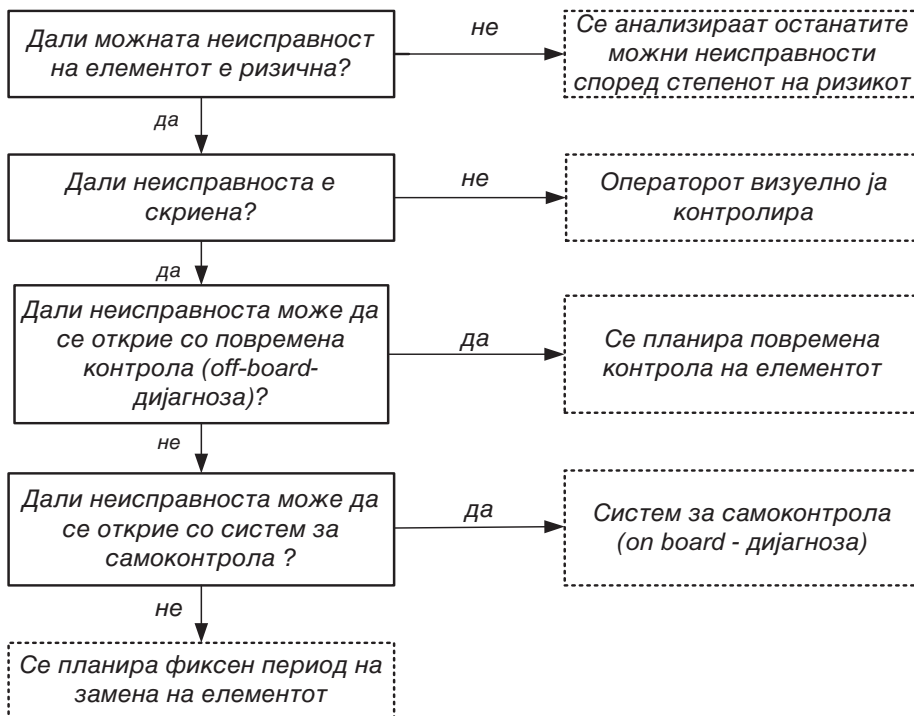 Дали можната неисправност
на елементот е ризична?
не
Се анализираат останатите
можни неисправности
според степенот на ризикот
да
Дали неисправноста е
скриена?
не
Операторот визуелно ја
контролира
да
Дали неисправноста може да
се открие со повремена
контрола (off-board-
дијагноза)?
да
Се планира повремена
контрола на елементот
не
Дали неисправноста може да
се открие со систем за
самоконтрола ?
да
Систем за самоконтрола
(on board - дијагноза)
не
Се планира фиксен период на
замена на елементот